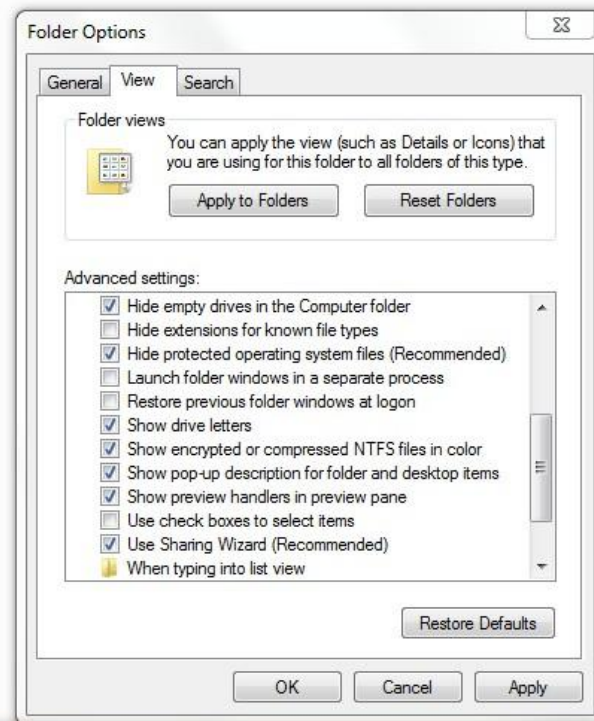 Folder Options
General
View
Search
Folder views
You can apply the view (such as Details or Icons) that
you are using for this folder to all folders of this type.
Apply to Folders
Reset Folders
Advanced settings:
Hide empty drives in the Computer folder
Hide extensions for known file types
Hide protected operating system files (Recommended)
Launch folder windows in a separate process
Restore previous folder windows at logon
Show drive letters
Show encrypted or compressed NTFS files in color
Show pop-up description for folder and desktop items
Show preview handlers in preview pane
Use check boxes to select items
Use Sharing Wizard (Recommended)
When typing into list view
Restore Defaults
OK
Cancel
Apply